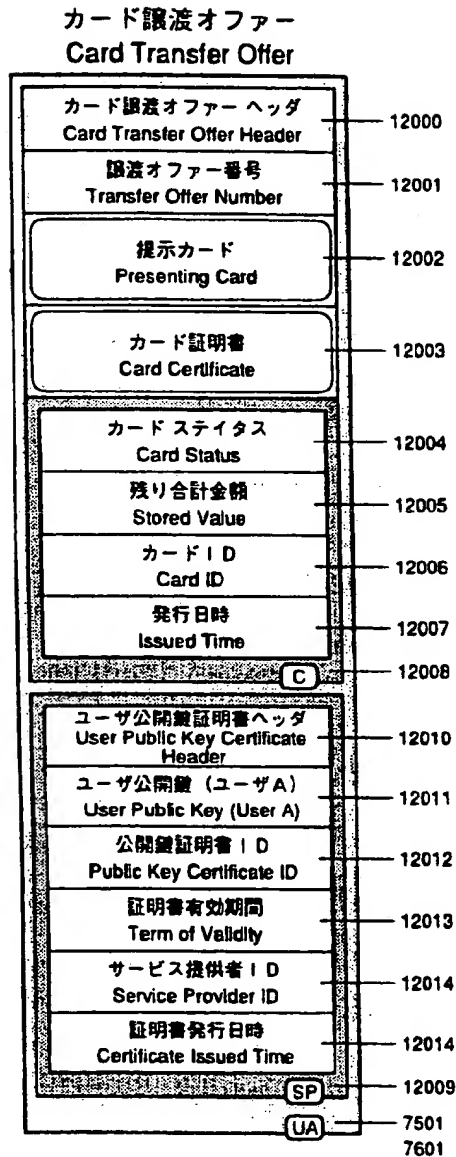 カード譲渡オファー
Card Transfer Offer
カード譲渡オファー ヘッダ
Card Transfer Offer Header
12000
譲渡オファー番号
Transfer Offer Number
12001
提示カード
Presenting Card
12002
カード証明書
Card Certificate
12003
カード ステイタス
Card Status
12004
残り合計金額
Stored Value
12005
カードID
Card ID
12006
発行日時
Issued Time
12007
C
12008
ユーザ公開鍵証明書ヘッダ
User Public Key Certificate
Header
12010
ユーザ公開鍵（ユーザA）
User Public Key (User A)
12011
公開鍵証明書ID
Public Key Certificate ID
12012
証明書有効期間
Term of Validity
12013
サービス提供者ID
Service Provider ID
12014
証明書発行日時
Certificate Issued Time
12014
SP
12009
UA
7501
7601